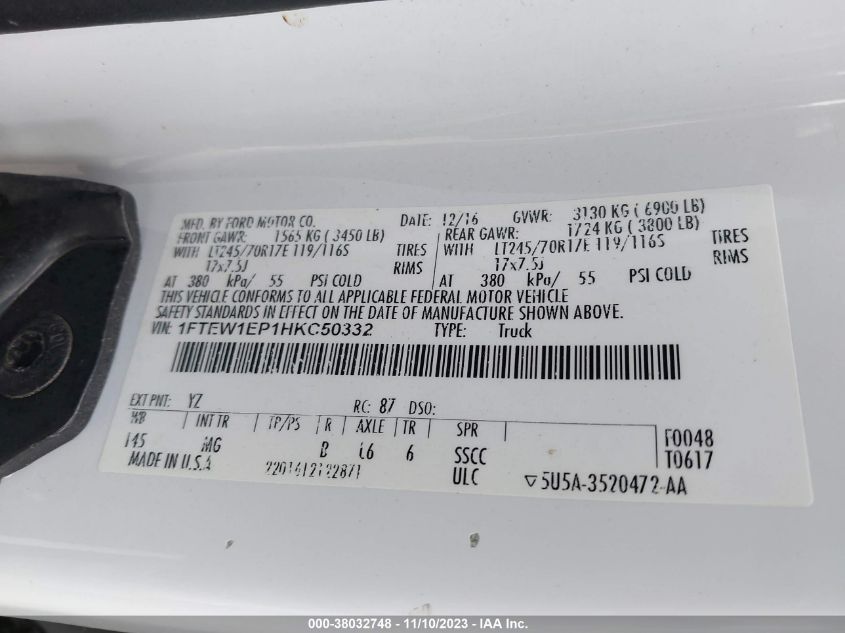 MFD. BY FORD MOTOR CO. DATE: 12/16 GVWR: 3130 KG ( 6900 LB)
FRONT GAWR: 1565 KG ( 3450 LB) REAR GAWR: 1724 KG ( 3800 LB)
WITH LT245/70R17E 119/116S TIRES WITH LT245/70R17E 119/116S TIRES
17x7.5J RIMS 17x7.5J RIMS
AT 380 kPa/ 55 PSI COLD AT 380 kPa/ 55 PSI COLD
THIS VEHICLE CONFORMS TO ALL APPLICABLE FEDERAL MOTOR VEHICLE
SAFETY STANDARDS IN EFFECT ON THE DATE OF MANUFACTURE SHOWN ABOVE.
VIN: 1FTEW1EP1HKC50332 TYPE: Truck
EXT PNT: YZ RC: 87 DSO:
WB INT TR TP/PS R AXLE TR SPR F0048
145 MG B 6 SSCC T0617
MADE IN U.S.A ULC ▽5U5A-3520472-AA
000-38032748 - 11/10/2023 - IAA Inc.